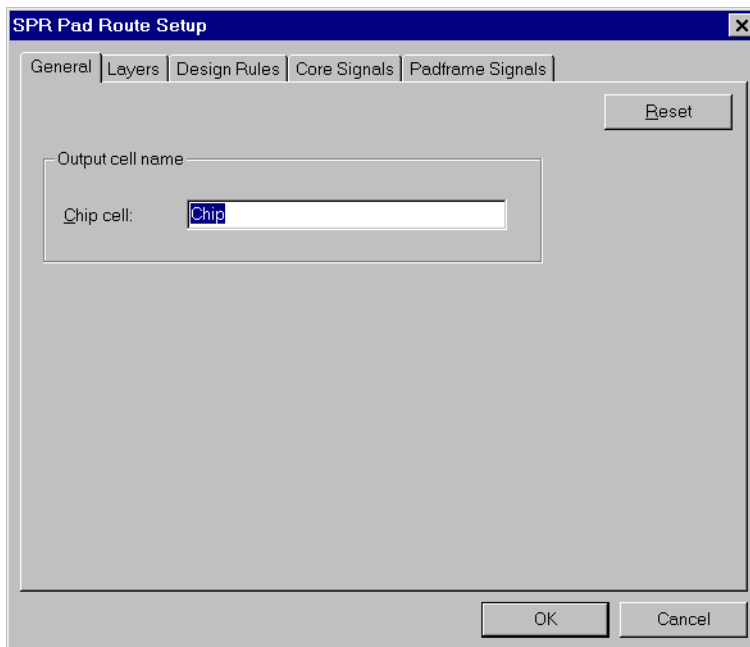 SPR Pad Route Setup
General Layers Design Rules Core Signals Padframe Signals
Reset
Output cell name
Chip cell: Chip
OK Cancel